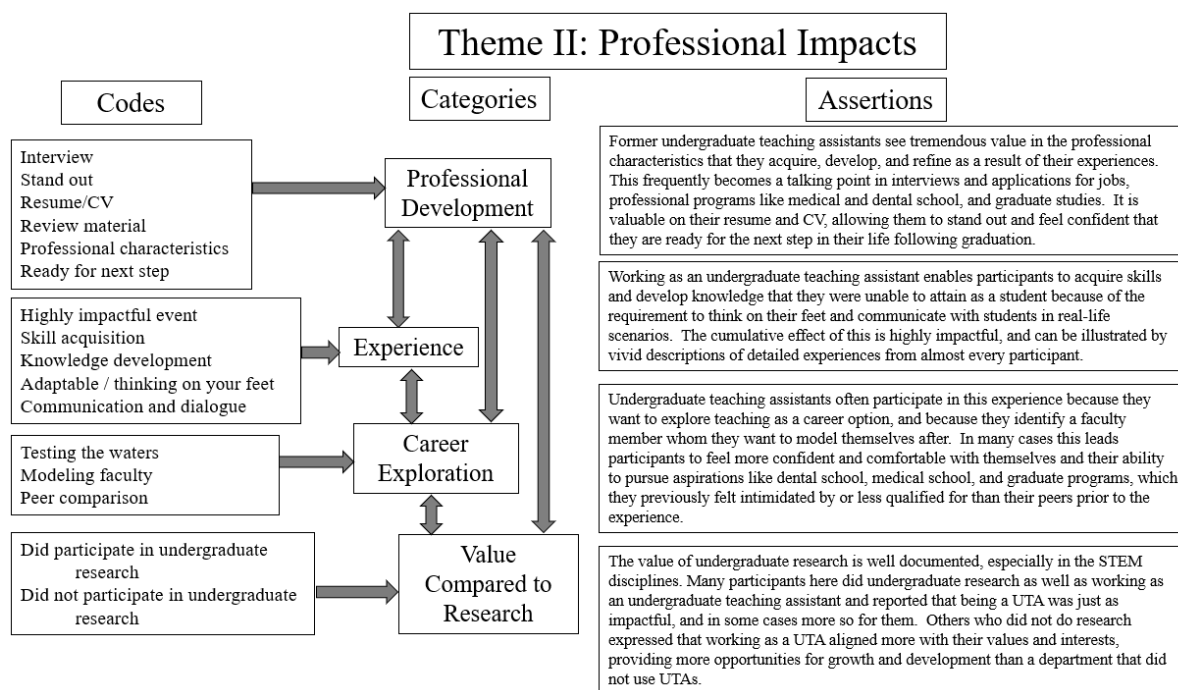 Theme II: Professional Impacts
Codes
Categories
Assertions
Interview
Stand out
Resume/CV
Review material
Professional characteristics
Ready for next step
Professional
Development
Former undergraduate teaching assistants see tremendous value in the professional
characteristics that they acquire, develop, and refine as a result of their experiences.
This frequently becomes a talking point in interviews and applications for jobs,
professional programs like medical and dental school, and graduate studies.  It is
valuable on their resume and CV, allowing them to stand out and feel confident that
they are ready for the next step in their life following graduation.
Highly impactful event
Skill acquisition
Knowledge development
Adaptable / thinking on your feet
Communication and dialogue
Experience
Working as an undergraduate teaching assistant enables participants to acquire skills
and develop knowledge that they were unable to attain as a student because of the
requirement to think on their feet and communicate with students in real-life
scenarios.  The cumulative effect of this is highly impactful, and can be illustrated by
vivid descriptions of detailed experiences from almost every participant.
Testing the waters
Modeling faculty
Peer comparison
Career
Exploration
Undergraduate teaching assistants often participate in this experience because they
want to explore teaching as a career option, and because they identify a faculty
member whom they want to model themselves after.  In many cases this leads
participants to feel more confident and comfortable with themselves and their ability
to pursue aspirations like dental school, medical school, and graduate programs, which
they previously felt intimidated by or less qualified for than their peers prior to the
experience.
Did participate in undergraduate
research
Did not participate in undergraduate
research
Value
Compared to
Research
The value of undergraduate research is well documented, especially in the STEM
disciplines. Many participants here did undergraduate research as well as working as
an undergraduate teaching assistant and reported that being a UTA was just as
impactful, and in some cases more so for them.  Others who did not do research
expressed that working as a UTA aligned more with their values and interests,
providing more opportunities for growth and development than a department that did
not use UTAs.